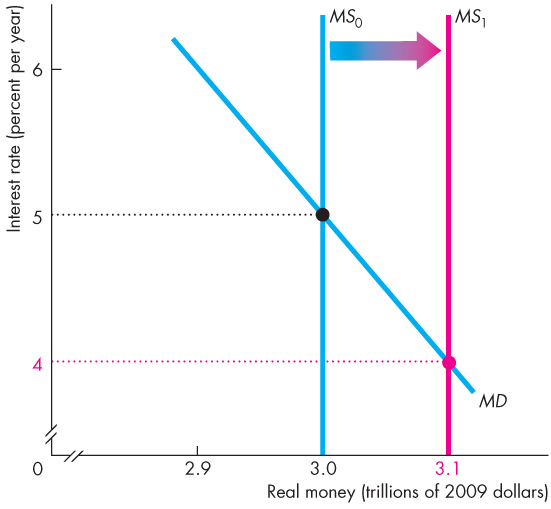 Interest rate (percent per year)
MS₀
MS₁
6
5
4
MD
0
2.9
3.0
3.1
Real money (trillions of 2009 dollars)